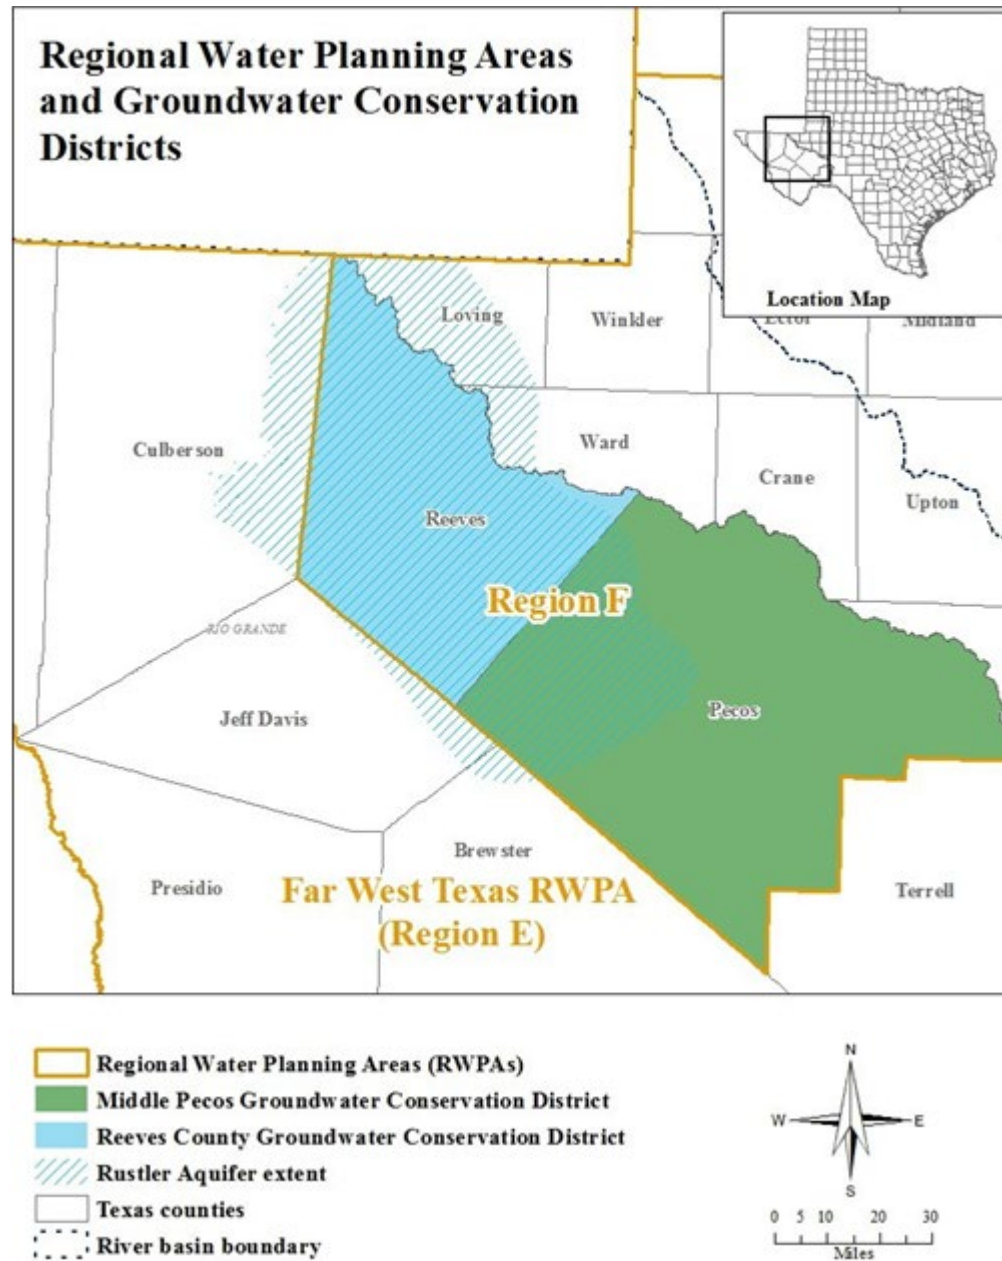 Regional Water Planning Areas
and Groundwater Conservation
Districts
Location Map
Loving
Winkler
Ector
Midland
Culberson
Ward
Crane
Upton
Reeves
Region F
RIO GRANDE
Jeff Davis
Pecos
Presidio
Brewster
Far West Texas RWPA
(Region E)
Terrell
Regional Water Planning Areas (RWPAs)
Middle Pecos Groundwater Conservation District
Reeves County Groundwater Conservation District
Rustler Aquifer extent
Texas counties
River basin boundary
N
W E
S
0 5 10 20 30
Miles